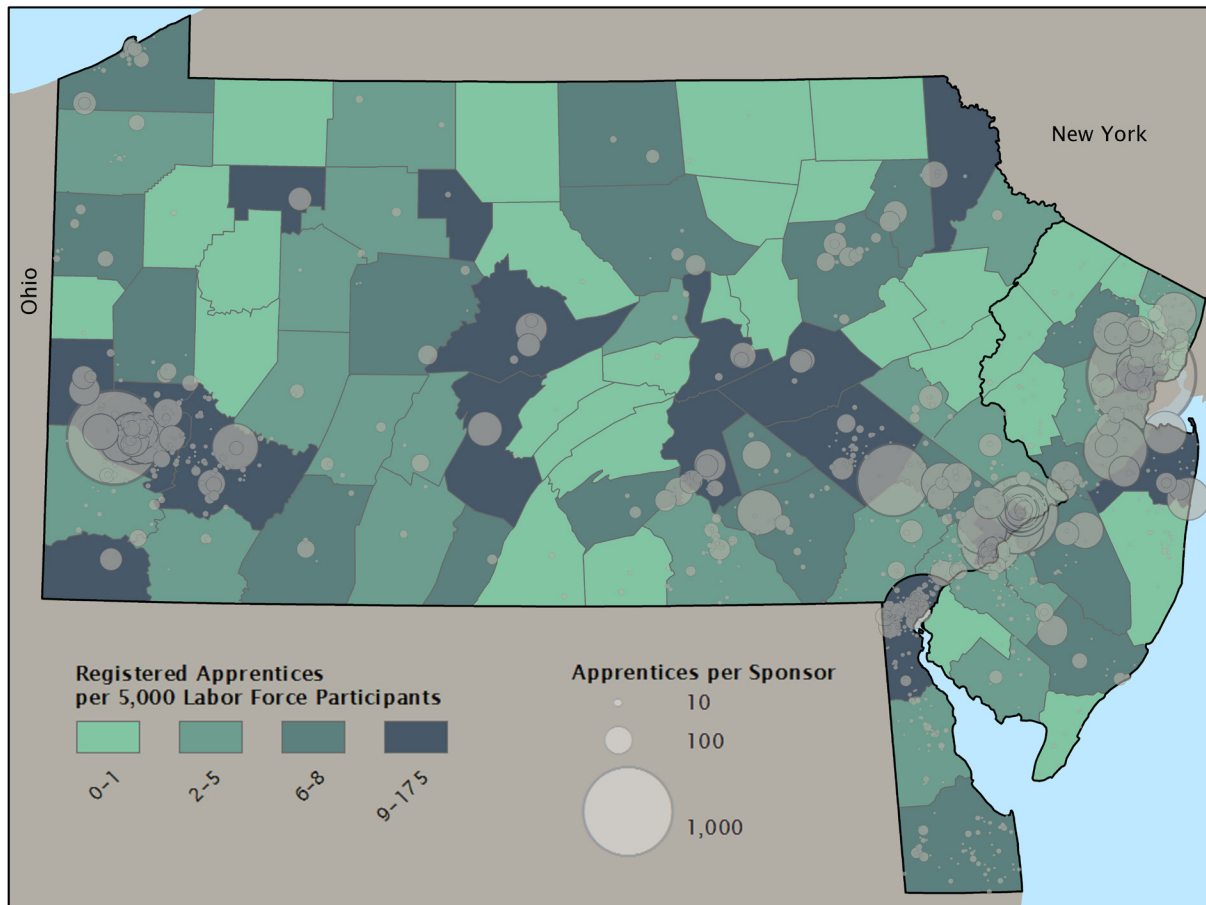 New York
Ohio
Registered Apprentices
per 5,000 Labor Force Participants
0-1
2-5
6-8
9-175
Apprentices per Sponsor
10
100
1,000